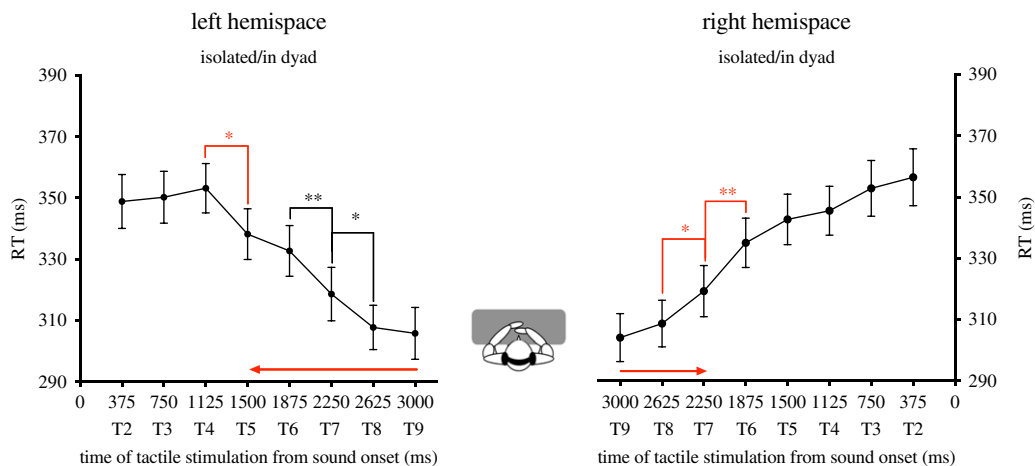 left hemispace
isolated/in dyad
390
370
350
330
310
290
RT (ms)
*
**
*
0 375 750 1125 1500 1875 2250 2625 3000
T2 T3 T4 T5 T6 T7 T8 T9
time of tactile stimulation from sound onset (ms)
right hemispace
isolated/in dyad
*
**
390
370
350
330
310
290
RT (ms)
3000 2625 2250 1875 1500 1125 750 375 0
T9 T8 T7 T6 T5 T4 T3 T2
time of tactile stimulation from sound onset (ms)